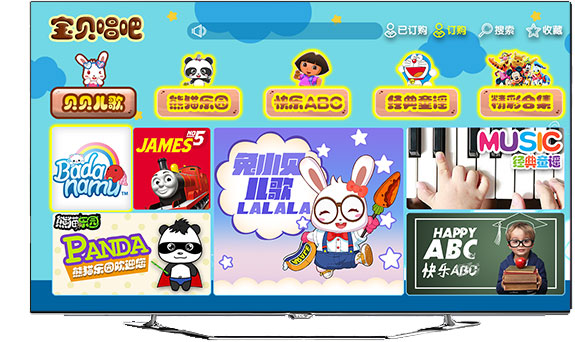 宝贝唱吧
已订购
订购
搜索
收藏
贝贝儿歌
熊猫乐园
快乐ABC
经典童谣
精彩合集
Bada
namu
TM
JAMES NO 5
兔小贝
儿歌
LALALA
MUSIC
经典童谣
熊猫乐园
PANDA
熊猫乐园欢迎您
HAPPY
ABC
快乐ABC